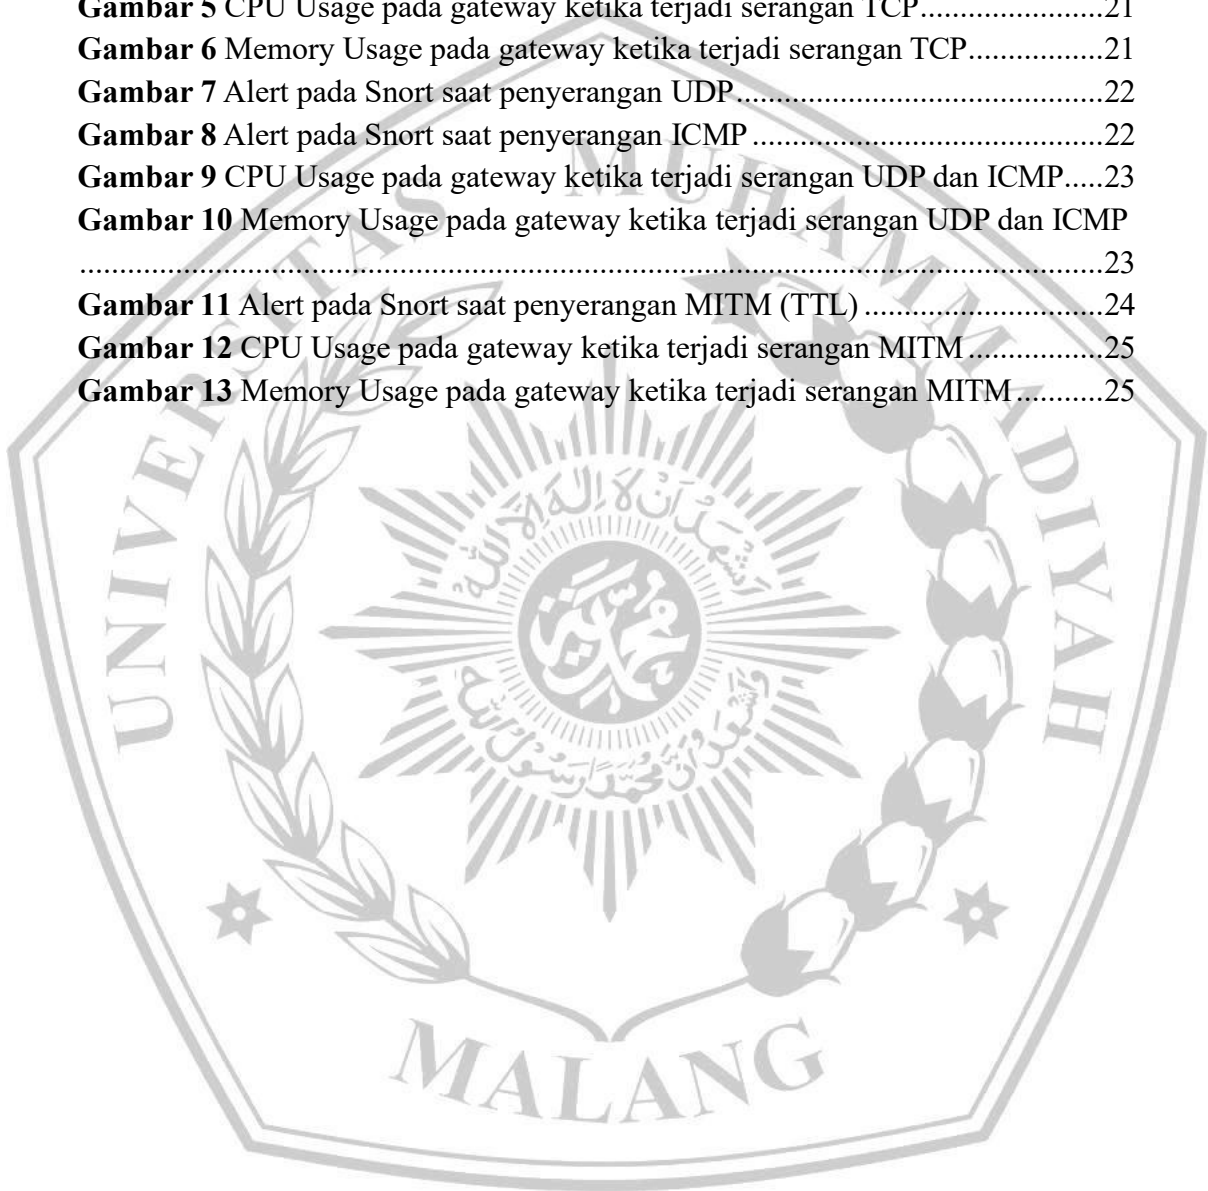 Gambar 5 CPU Usage pada gateway ketika terjadi serangan TCP.......................21
Gambar 6 Memory Usage pada gateway ketika terjadi serangan TCP.................21
Gambar 7 Alert pada Snort saat penyerangan UDP..............................................22
Gambar 8 Alert pada Snort saat penyerangan ICMP............................................22
Gambar 9 CPU Usage pada gateway ketika terjadi serangan UDP dan ICMP.....23
Gambar 10 Memory Usage pada gateway ketika terjadi serangan UDP dan ICMP
.................................................................................................................................23
Gambar 11 Alert pada Snort saat penyerangan MITM (TTL)..............................24
Gambar 12 CPU Usage pada gateway ketika terjadi serangan MITM.................25
Gambar 13 Memory Usage pada gateway ketika terjadi serangan MITM...........25
UNIVERSITAS MUHAMMADIYAH
MALANG